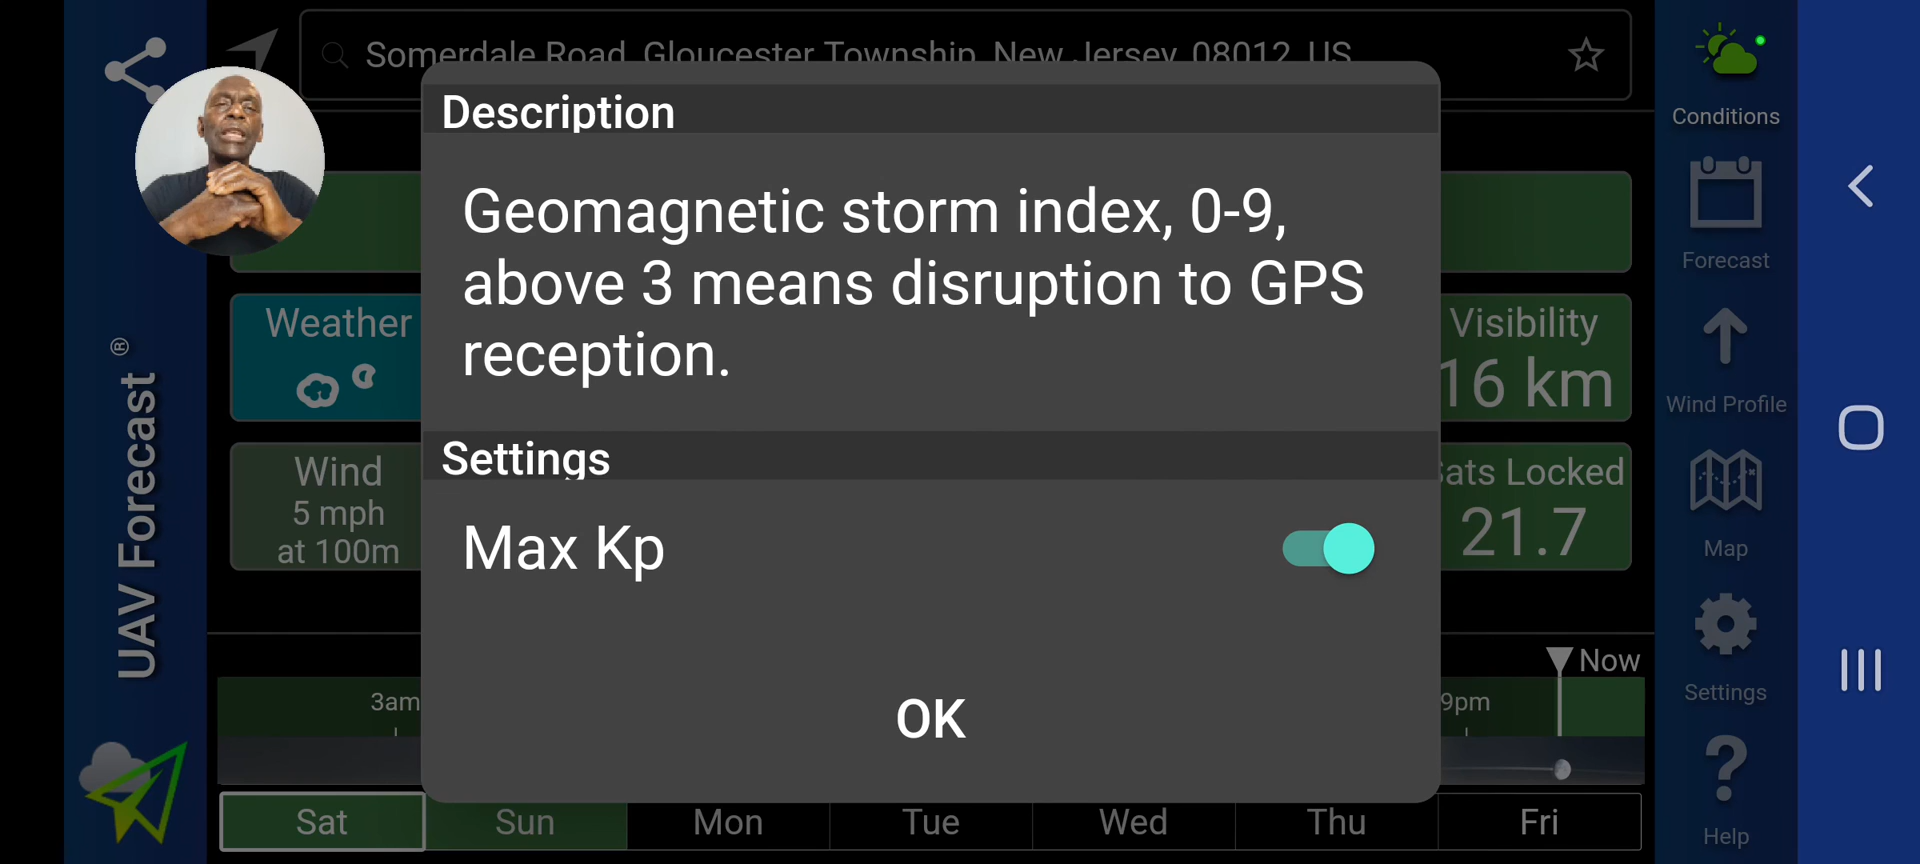 Somerdale Road, Gloucester Township, New Jersey, 08012, US
Description
Geomagnetic storm index, 0-9,
above 3 means disruption to GPS
reception.
Settings
Max Kp
OK
UAV Forecast®
Weather
Wind
5 mph
at 100m
Visibility
16 km
Sats Locked
21.7
Now
3am
9pm
Sat
Sun
Mon
Tue
Wed
Thu
Fri
Conditions
Forecast
Wind Profile
Map
Settings
Help